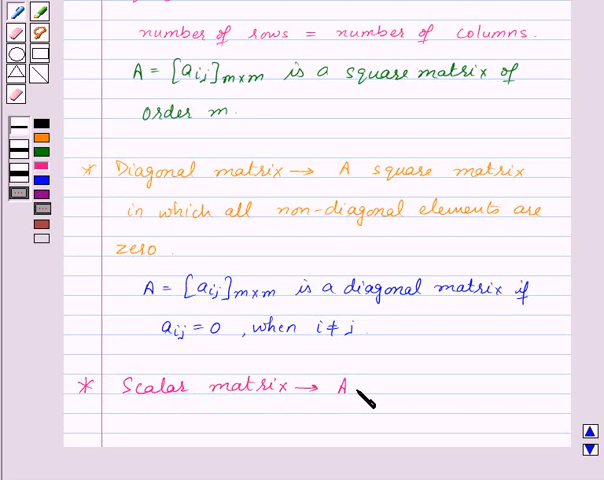 number of rows = number of columns.
A = [aij]m×m is a square matrix of
order m.
* Diagonal matrix → A square matrix
in which all non-diagonal elements are
zero.
A = [aij]m×m is a diagonal matrix if
aij = 0, when i ≠ j.
* Scalar matrix → A